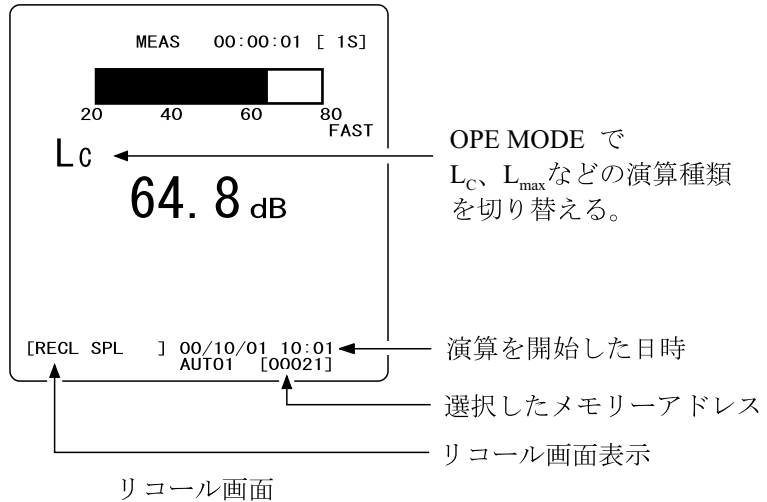 MEAS 00:00:01 [ 1S]
20 40 60 80
FAST
Lc
64.8 dB
OPE MODE で
LC、Lmaxなどの演算種類
を切り替える。
[RECL SPL ] 00/10/01 10:01
AUTO1 [00021]
演算を開始した日時
選択したメモリーアドレス
リコール画面表示
リコール画面